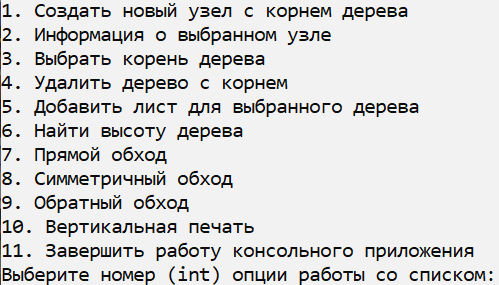 1. Создать новый узел с корнем дерева
2. Информация о выбранном узле
3. Выбрать корень дерева
4. Удалить дерево с корнем
5. Добавить лист для выбранного дерева
6. Найти высоту дерева
7. Прямой обход
8. Симметричный обход
9. Обратный обход
10. Вертикальная печать
11. Завершить работу консольного приложения
Выберите номер (int) опции работы со списком: